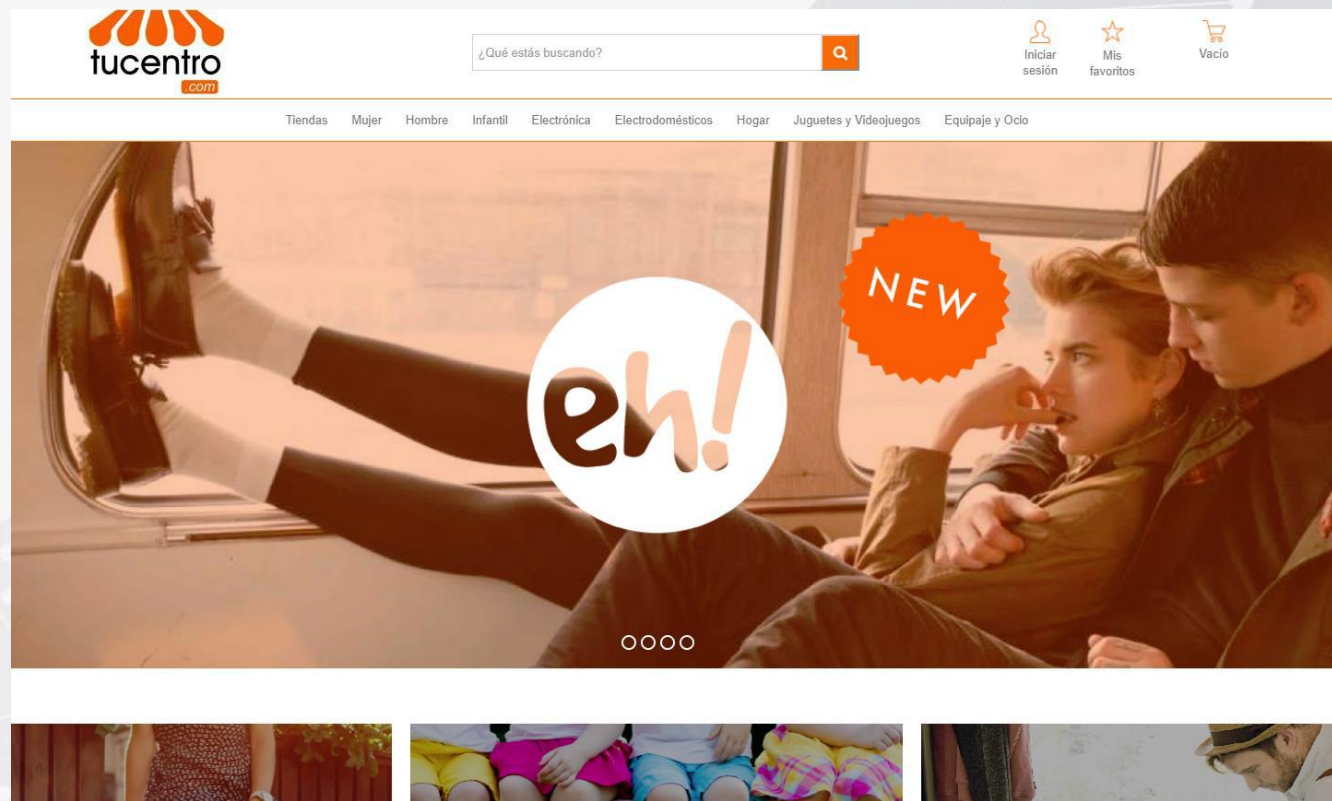 tucentro
.com
¿Qué estás buscando?
Iniciar
sesión
Mis
favoritos
Vacío
Tiendas Mujer Hombre Infantil Electrónica Electrodomésticos Hogar Juguetes y Videojuegos Equipaje y Ocio
NEW
eh!